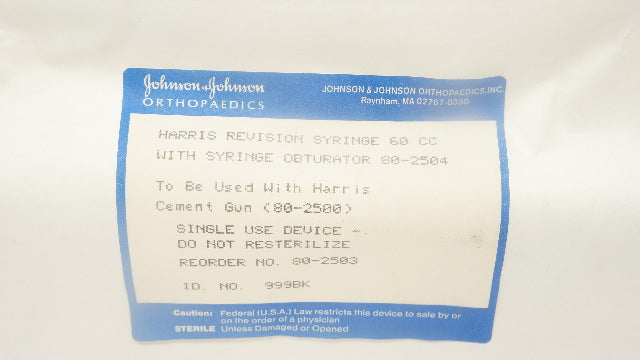 Johnson & Johnson
ORTHOPAEDICS
JOHNSON & JOHNSON ORTHOPAEDICS, INC.
Raynham, MA 02767-0350
HARRIS REVISION SYRINGE 60 CC
WITH SYRINGE OBTURATOR 80-2504
To Be Used With Harris
Cement Gun (80-2500)
SINGLE USE DEVICE -.
DO NOT RESTERILIZE
REORDER NO. 80-2503
ID. NO. 999BK
Caution: Federal (U.S.A.) Law restricts this device to sale by or
on the order of a physician
STERILE Unless Damaged or Opened